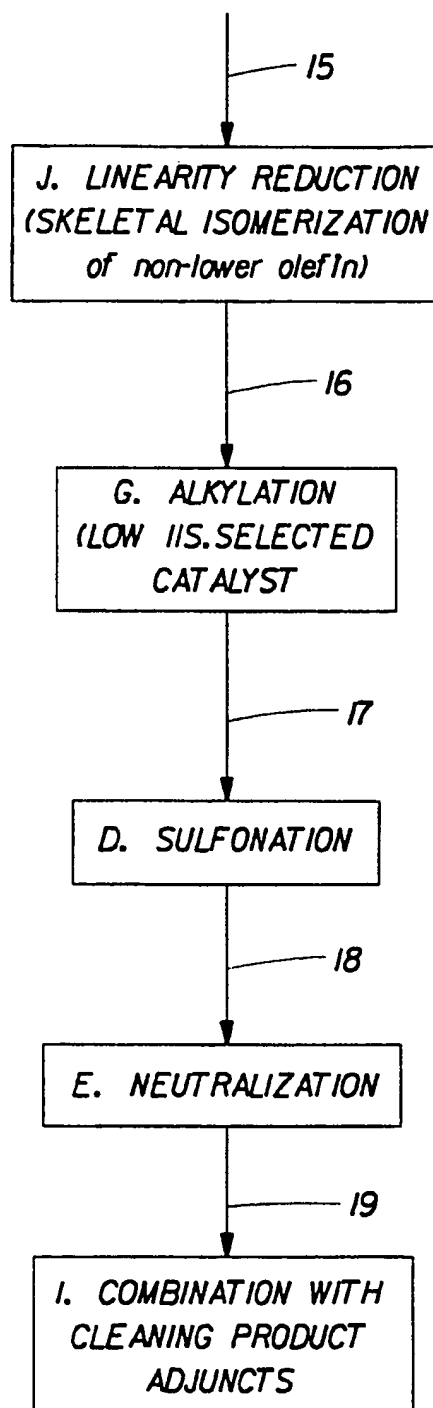 15
J. LINEARITY REDUCTION
(SKELETAL ISOMERIZATION
of non-lower olefin)
16
G. ALKYLATION
(LOW IIS.SELECTED
CATALYST
17
D. SULFONATION
18
E. NEUTRALIZATION
19
I. COMBINATION WITH
CLEANING PRODUCT
ADJUNCTS